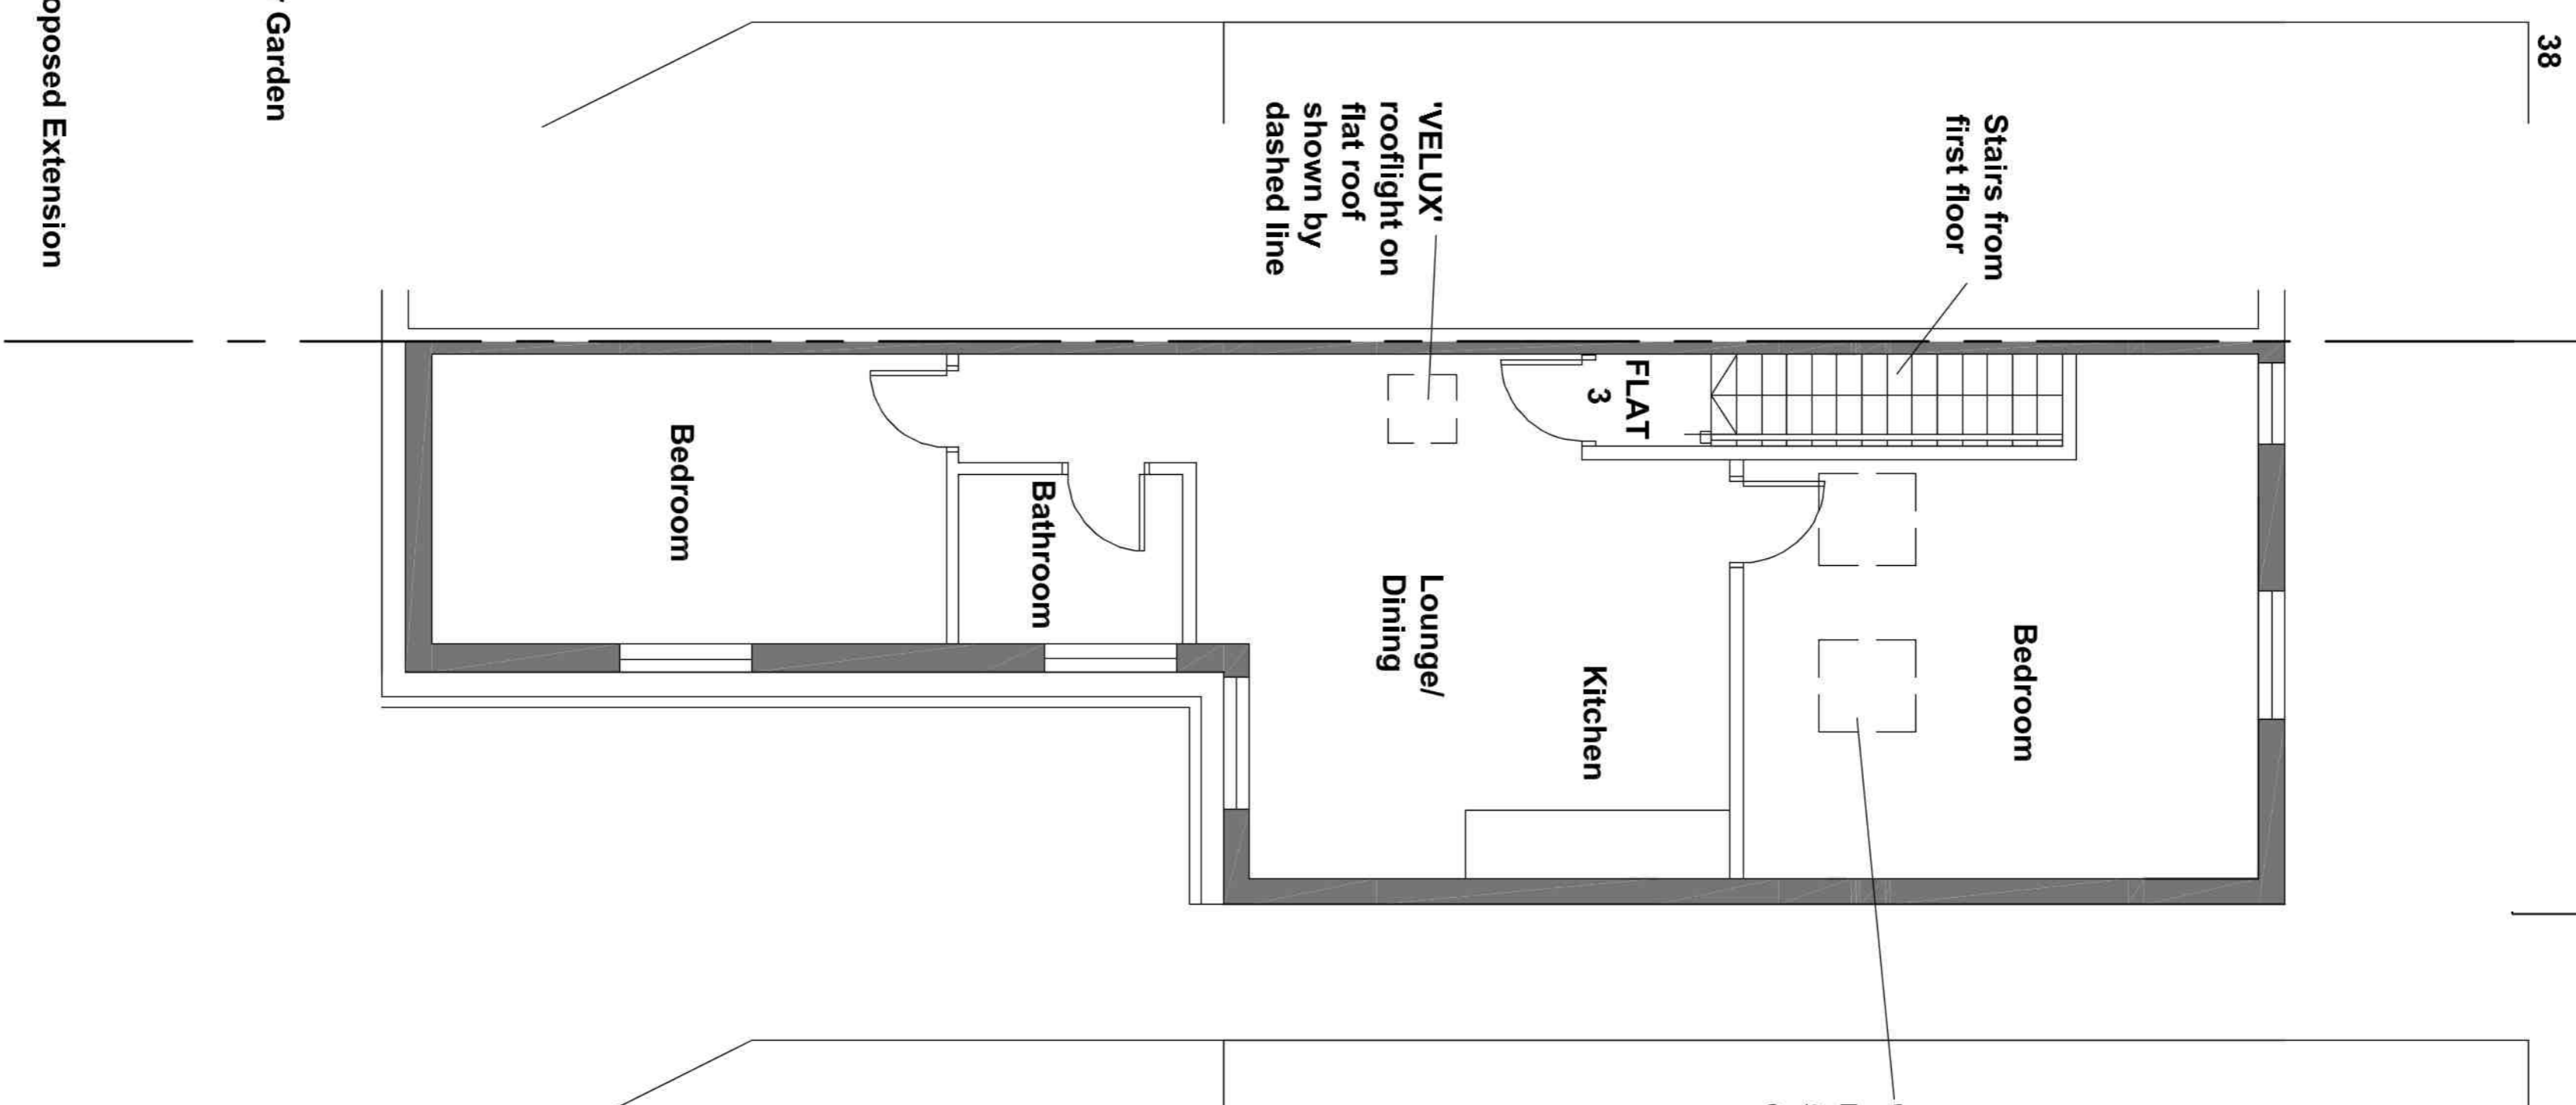 38
Stairs from
first floor
'VELUX'
rooflight on
flat roof
shown by
dashed line
Garden
Extension
FLAT
3
Bedroom
Kitchen
Lounge/
Dining
Bathroom
Bedroom